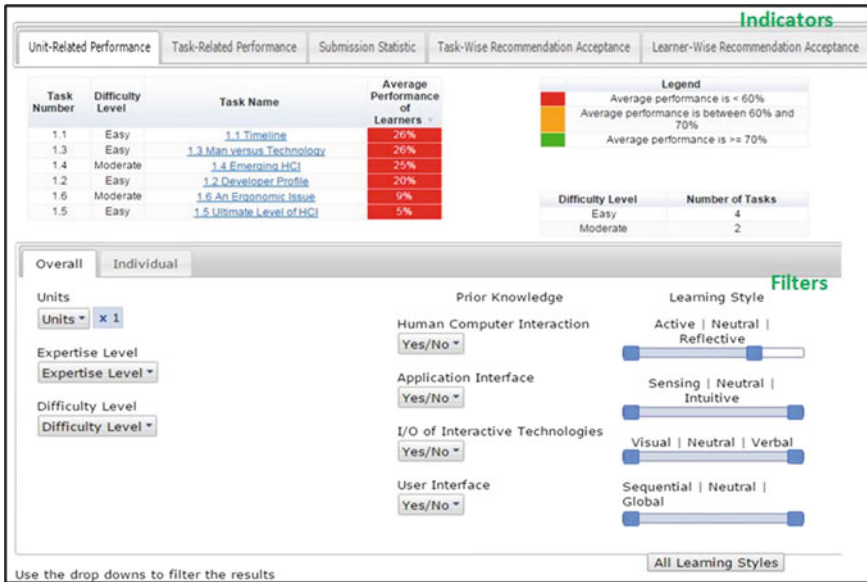 Indicators
Unit-Related Performance Task-Related Performance Submission Statistic Task-Wise Recommendation Acceptance Learner-Wise Recommendation Acceptance
Task Number Difficulty Level Task Name Average Performance of Learners
1.1 Easy 1.1 Timeline 26%
1.3 Easy 1.3 Man versus Technology 26%
1.4 Moderate 1.4 Emerging HCI 25%
1.2 Easy 1.2 Developer Profile 20%
1.6 Moderate 1.6 An Ergonomic Issue 9%
1.5 Easy 1.5 Ultimate Level of HCI 5%
Legend
Average performance is < 60%
Average performance is between 60% and
70%
Average performance is >= 70%
Difficulty Level Number of Tasks
Easy 4
Moderate 2
Overall Individual
Filters
Units
Units x 1
Expertise Level
Expertise Level
Difficulty Level
Difficulty Level
Prior Knowledge
Human Computer Interaction
Yes/No
Application Interface
Yes/No
I/O of Interactive Technologies
Yes/No
User Interface
Yes/No
Learning Style
Active | Neutral |
Reflective
Sensing | Neutral |
Intuitive
Visual | Neutral | Verbal
Sequential | Neutral |
Global
All Learning Styles
Use the drop downs to filter the results